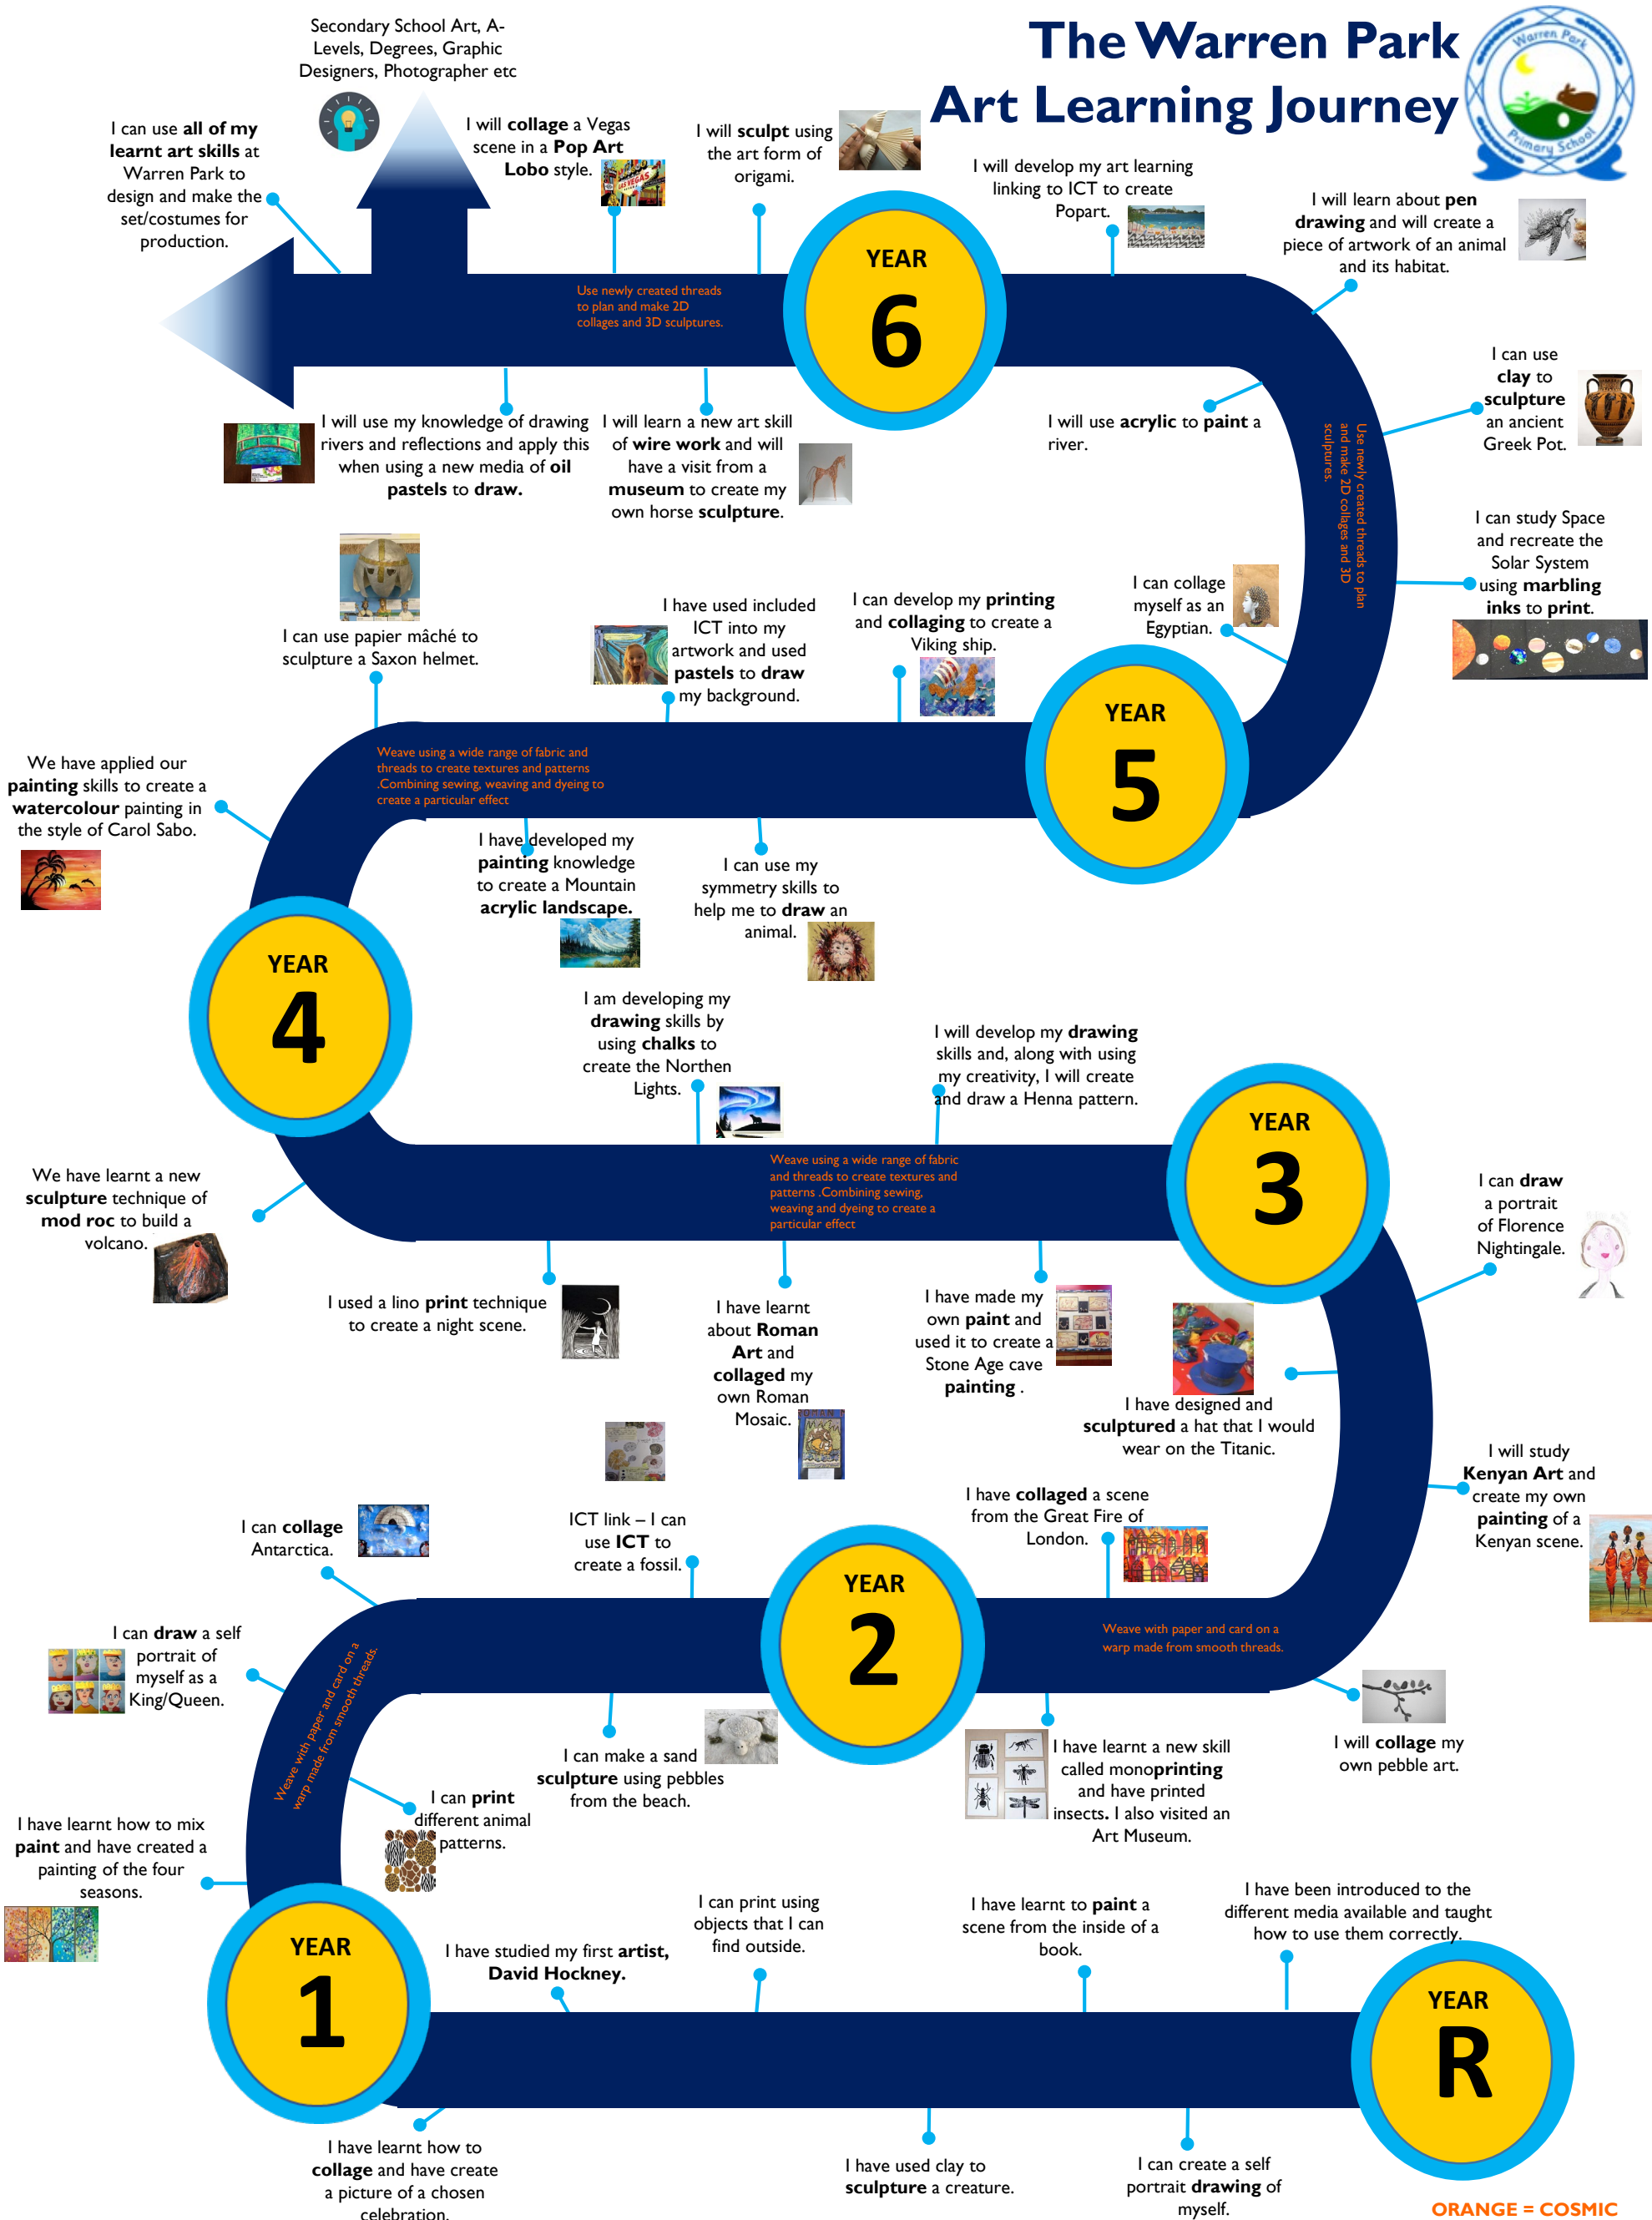 The Warren Park
Art Learning Journey
Warren Park
Primary School
Secondary School Art, A-
Levels, Degrees, Graphic
Designers, Photographer etc
I can use all of my
learnt art skills at
Warren Park to
design and make the
set/costumes for
production.
I will collage a Vegas
scene in a Pop Art
Lobo style.
LAS VEGAS
I will sculpt using
the art form of
origami.
I will develop my art learning
linking to ICT to create
Popart.
I will learn about pen
drawing and will create a
piece of artwork of an animal
and its habitat.
YEAR
6
Use newly created threads
to plan and make 2D
collages and 3D sculptures.
I will use my knowledge of drawing
rivers and reflections and apply this
when using a new media of oil
pastels to draw.
I will learn a new art skill
of wire work and will
have a visit from a
museum to create my
own horse sculpture.
I will use acrylic to paint a
river.
I can use
clay to
sculpture
an ancient
Greek Pot.
Use newly created threads to plan
and make 2D collages and 3D
sculptures.
I can study Space
and recreate the
Solar System
using marbling
inks to print.
I can collage
myself as an
Egyptian.
I can use papier mâché to
sculpture a Saxon helmet.
I have used included
ICT into my
artwork and used
pastels to draw
my background.
I can develop my printing
and collaging to create a
Viking ship.
YEAR
5
Weave using a wide range of fabric and
threads to create textures and patterns
.Combining sewing, weaving and dyeing to
create a particular effect
We have applied our
painting skills to create a
watercolour painting in
the style of Carol Sabo.
I have developed my
painting knowledge
to create a Mountain
acrylic landscape.
I can use my
symmetry skills to
help me to draw an
animal.
YEAR
4
I am developing my
drawing skills by
using chalks to
create the Northen
Lights.
I will develop my drawing
skills and, along with using
my creativity, I will create
and draw a Henna pattern.
YEAR
3
Weave using a wide range of fabric
and threads to create textures and
patterns .Combining sewing,
weaving and dyeing to create a
particular effect
We have learnt a new
sculpture technique of
mod roc to build a
volcano.
I used a lino print technique
to create a night scene.
I have learnt
about Roman
Art and
collaged my
own Roman
Mosaic.
I have made my
own paint and
used it to create a
Stone Age cave
painting .
I can draw
a portrait
of Florence
Nightingale.
I have designed and
sculptured a hat that I would
wear on the Titanic.
I will study
Kenyan Art and
create my own
painting of a
Kenyan scene.
I can collage
Antarctica.
ICT link – I can
use ICT to
create a fossil.
I have collaged a scene
from the Great Fire of
London.
YEAR
2
Weave with paper and card on a
warp made from smooth threads.
I can draw a self
portrait of
myself as a
King/Queen.
Weave with paper and card on a
warp made from smooth threads.
I can make a sand
sculpture using pebbles
from the beach.
I have learnt a new skill
called monoprinting
and have printed
insects. I also visited an
Art Museum.
I will collage my
own pebble art.
I can print
different animal
patterns.
I have learnt how to mix
paint and have created a
painting of the four
seasons.
YEAR
1
I have studied my first artist,
David Hockney.
I can print using
objects that I can
find outside.
I have learnt to paint a
scene from the inside of a
book.
I have been introduced to the
different media available and taught
how to use them correctly.
YEAR
R
I have learnt how to
collage and have create
a picture of a chosen
celebration.
I have used clay to
sculpture a creature.
I can create a self
portrait drawing of
myself.
ORANGE = COSMIC